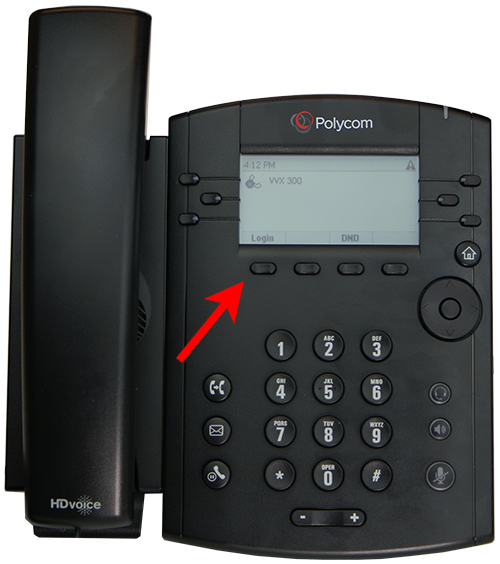 Polycom
4:12 PM
VVX 300
Login DND
1 ABC 2 DEF 3
GHI 4 JKL 5 MNO 6
PQRS 7 TUV 8 WXYZ 9
* OPER 0 #
- +
HDvoice